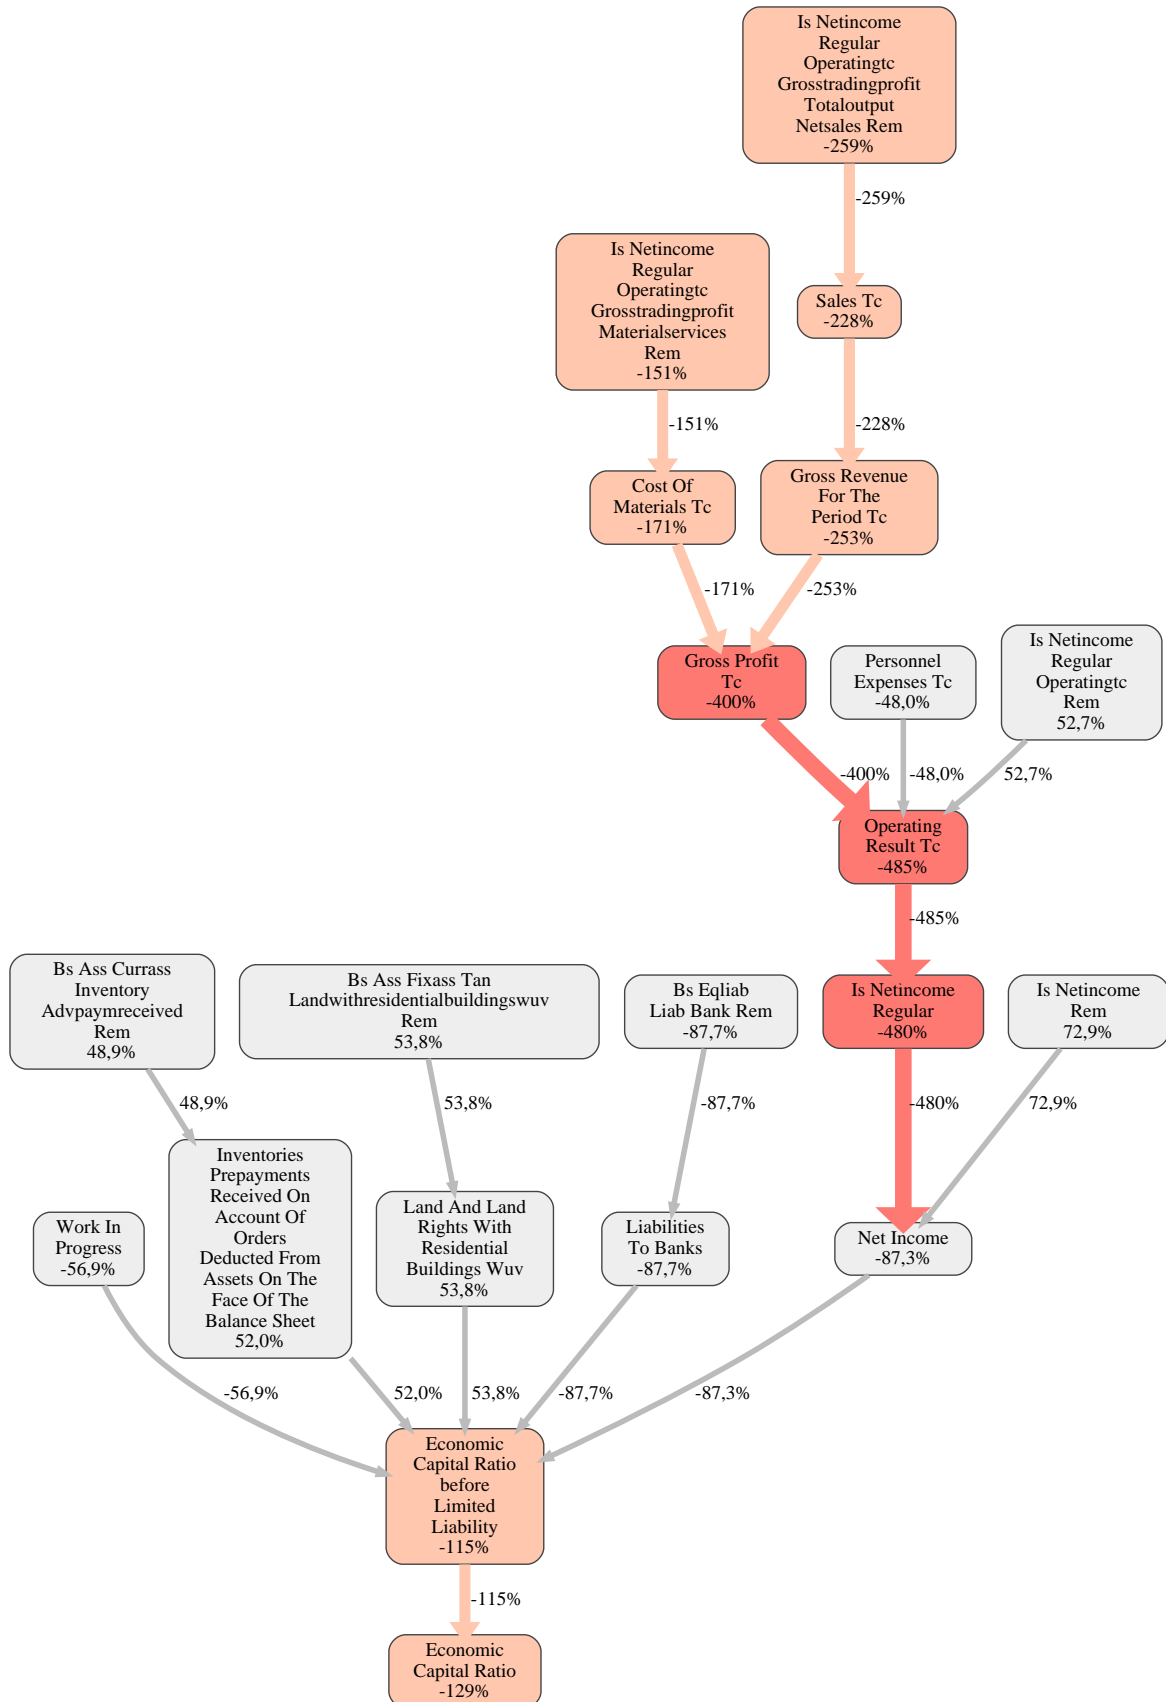 Is Netincome
Regular
Operatingtc
Grosstradingprofit
Totaloutput
Netsales Rem
-259%
-259%
Is Netincome
Regular
Operatingtc
Grosstradingprofit
Materialservices
Rem
-151%
Sales Tc
-228%
-151%
-228%
Cost Of
Materials Tc
-171%
Gross Revenue
For The
Period Tc
-253%
-171%
-253%
Gross Profit
Tc
-400%
Personnel
Expenses Tc
-48,0%
Is Netincome
Regular
Operatingtc
Rem
52,7%
-400%
-48,0%
52,7%
Operating
Result Tc
-485%
-485%
Bs Ass Currass
Inventory
Advpaymreceived
Rem
48,9%
Bs Ass Fixass Tan
Landwithresidentialbuildingswuv
Rem
53,8%
Bs Eqliab
Liab Bank Rem
-87,7%
Is Netincome
Regular
-480%
Is Netincome
Rem
72,9%
48,9%
53,8%
-87,7%
-480%
72,9%
Work In
Progress
-56,9%
Inventories
Prepayments
Received On
Account Of
Orders
Deducted From
Assets On The
Face Of The
Balance Sheet
52,0%
Land And Land
Rights With
Residential
Buildings Wuv
53,8%
Liabilities
To Banks
-87,7%
Net Income
-87,3%
-56,9%
52,0%
53,8%
-87,7%
-87,3%
Economic
Capital Ratio
before
Limited
Liability
-115%
-115%
Economic
Capital Ratio
-129%